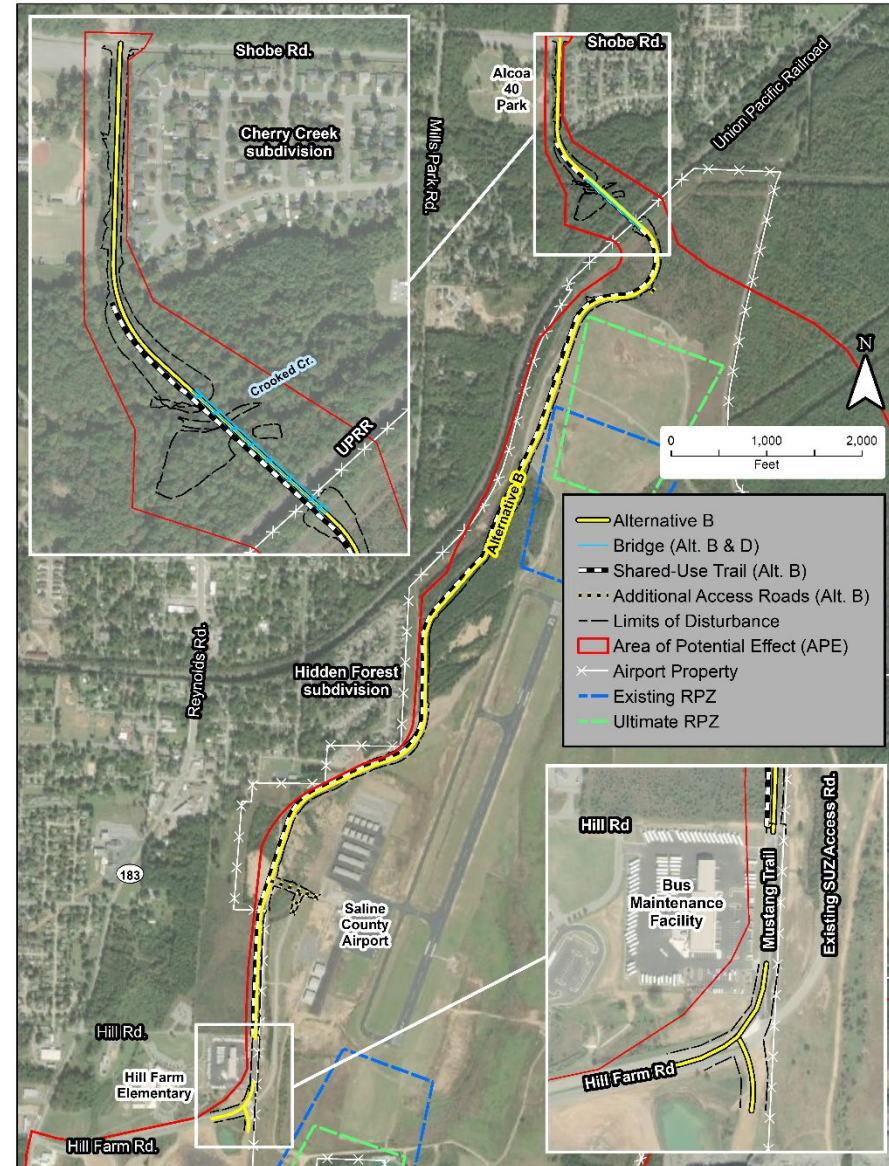 Shobe Rd.
Cherry Creek
subdivision
Crooked Cr.
UPRR
Shobe Rd.
Alcoa
40
Park
Mills Park Rd.
Union Pacific Railroad
N
0 1,000 2,000
Feet
Alternative B
Alternative B
Bridge (Alt. B & D)
Shared-Use Trail (Alt. B)
Additional Access Roads (Alt. B)
Limits of Disturbance
Area of Potential Effect (APE)
Airport Property
Existing RPZ
Ultimate RPZ
Reynolds Rd.
Hidden Forest
subdivision
183
Saline
County
Airport
Hill Rd.
Hill Farm
Elementary
Hill Farm Rd.
Hill Rd
Bus
Maintenance
Facility
Mustang Trail
Existing SUZ Access Rd.
Hill Farm Rd